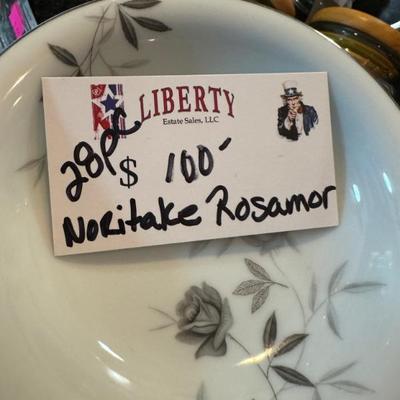 LIBERTY
Estate Sales, LLC
28pc
$ 100-
Noritake Rosamor